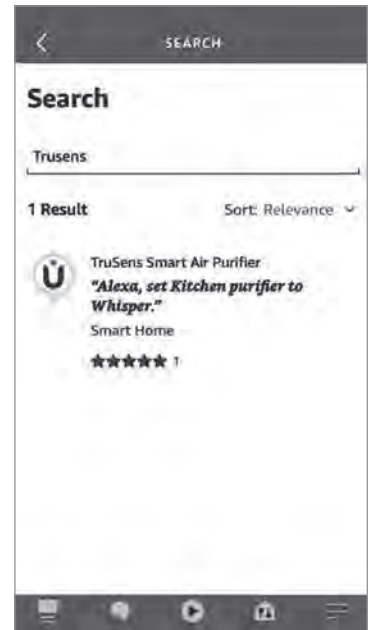 SEARCH
Search
Trusens
1 Result Sort: Relevance
TruSens Smart Air Purifier
"Alexa, set Kitchen purifier to
Whisper."
Smart Home
1